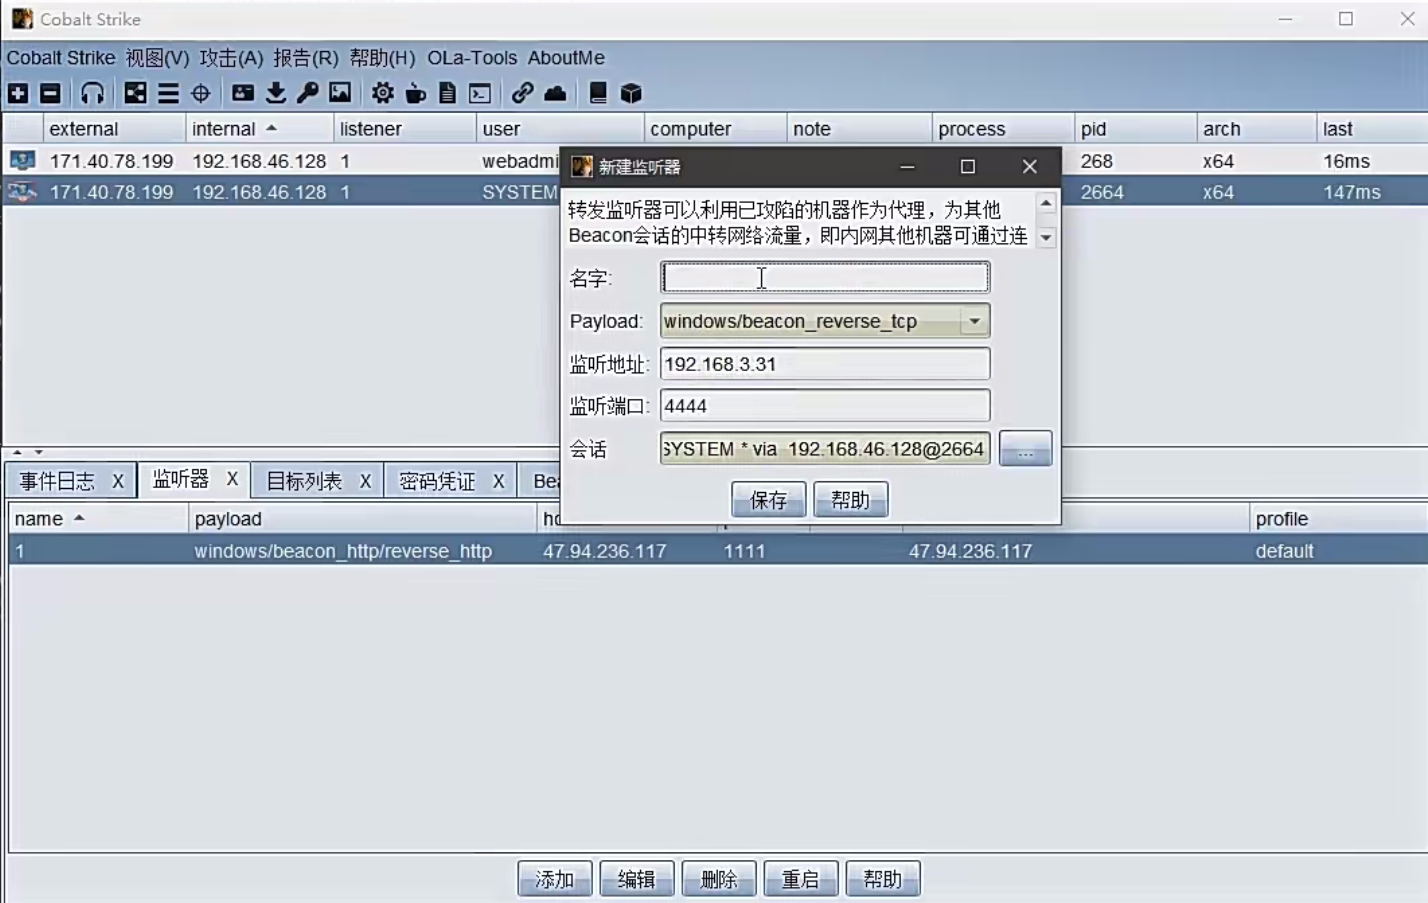 Cobalt Strike
Cobalt Strike 视图(V) 攻击(A) 报告(R) 帮助(H) OLa-Tools AboutMe
external internal listener user computer note process pid arch last
171.40.78.199 192.168.46.128 1 webadmi 268 x64 16ms
171.40.78.199 192.168.46.128 1 SYSTEM 2664 x64 147ms
新建监听器
转发监听器可以利用已攻陷的机器作为代理，为其他
Beacon会话的中转网络流量，即内网其他机器可通过连
名字:
Payload: windows/beacon_reverse_tcp
监听地址: 192.168.3.31
监听端口: 4444
会话 SYSTEM * via 192.168.46.128@2664 ...
保存 帮助
事件日志 X 监听器 X 目标列表 X 密码凭证 X Bea
name payload profile
1 windows/beacon_http/reverse_http 47.94.236.117 1111 47.94.236.117 default
添加 编辑 删除 重启 帮助